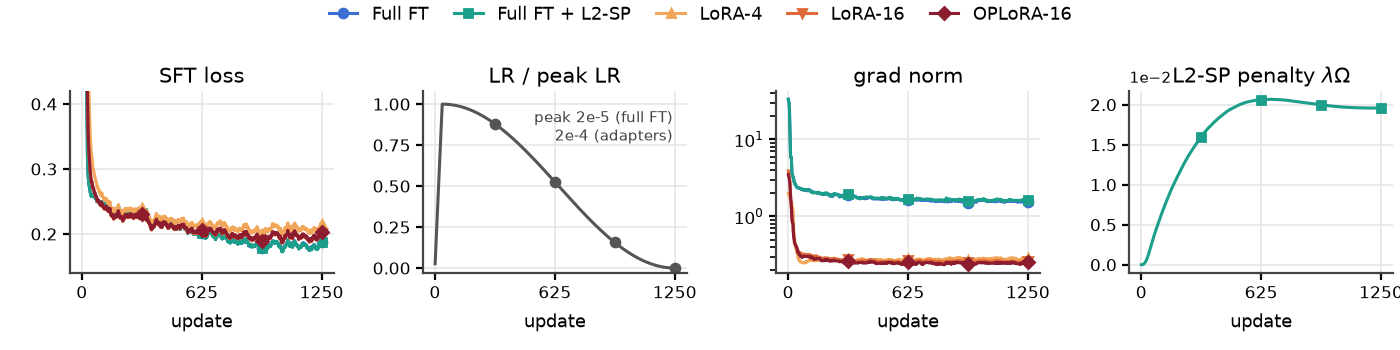 Full FT
Full FT + L2-SP
LoRA-4
LoRA-16
OPLoRA-16
SFT loss
0.4
0.3
0.2
0
625
1250
update
LR / peak LR
peak 2e-5 (full FT)
2e-4 (adapters)
1.00
0.75
0.50
0.25
0.00
0
625
1250
update
grad norm
10¹
10⁰
0
625
1250
update
1e−2
L2-SP penalty λΩ
2.0
1.5
1.0
0.5
0.0
0
625
1250
update